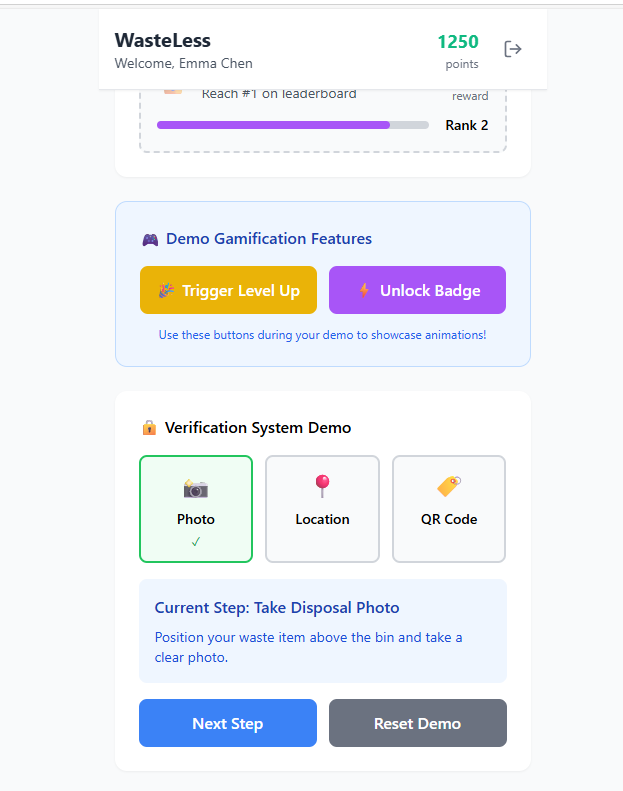 WasteLess
Welcome, Emma Chen
1250
points
Reach #1 on leaderboard
reward
Rank 2
Demo Gamification Features
Trigger Level Up
Unlock Badge
Use these buttons during your demo to showcase animations!
Verification System Demo
Photo
✓
Location
QR Code
Current Step: Take Disposal Photo
Position your waste item above the bin and take a
clear photo.
Next Step
Reset Demo